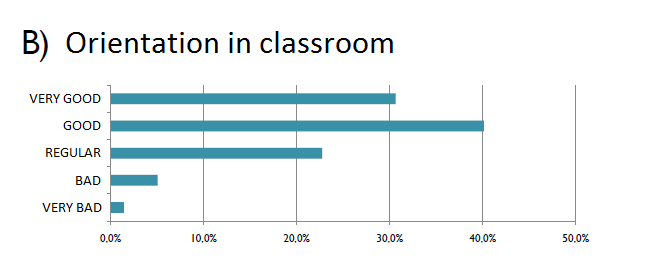 B) Orientation in classroom
VERY GOOD
GOOD
REGULAR
BAD
VERY BAD
0,0% 10,0% 20,0% 30,0% 40,0% 50,0%